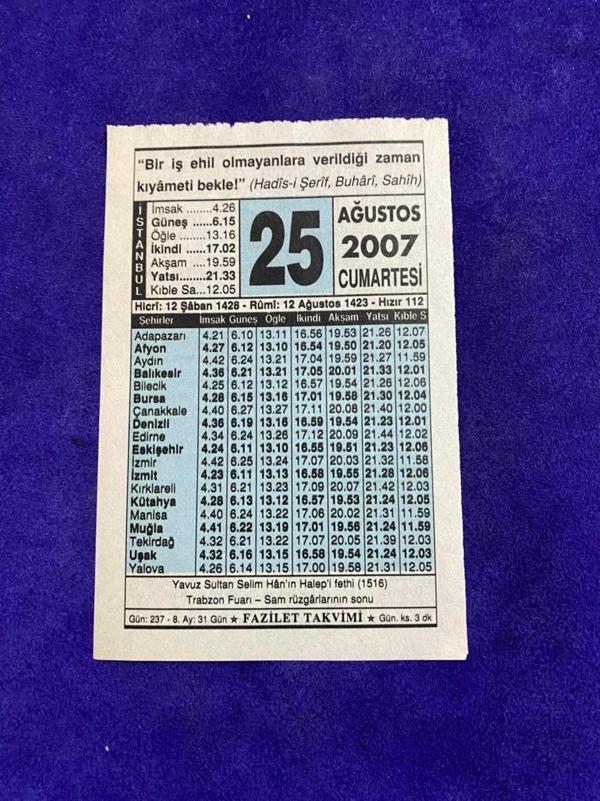 “Bir iş ehil olmayanlara verildiği zaman
kıyâmeti bekle!” (Hadîs-i Şerîf, Buhârî, Sahîh)
İSTANBUL
İmsak ........4.26
Güneş ......6.15
Öğle ........13.16
İkindi .....17.02
Akşam ....19.59
Yatsı........21.33
Kıble Sa...12.05
25
AĞUSTOS
2007
CUMARTESİ
Hicrî: 12 Şâban 1428 - Rûmî: 12 Ağustos 1423 - Hızır 112
Şehirler İmsak Güneş Öğle İkindi Akşam Yatsı Kıble S
Adapazarı 4.21 6.10 13.11 16.56 19.53 21.26 12.07
Afyon 4.27 6.12 13.10 16.54 19.50 21.20 12.05
Aydın 4.42 6.24 13.21 17.04 19.59 21.27 11.59
Balıkesir 4.36 6.21 13.21 17.05 20.01 21.33 12.01
Bilecik 4.25 6.12 13.12 16.57 19.54 21.26 12.06
Bursa 4.28 6.15 13.16 17.01 19.58 21.30 12.04
Çanakkale 4.40 6.27 13.27 17.11 20.08 21.40 12.00
Denizli 4.36 6.19 13.16 16.59 19.54 21.23 12.01
Edirne 4.34 6.24 13.26 17.12 20.09 21.44 12.02
Eskişehir 4.24 6.11 13.10 16.55 19.51 21.23 12.06
İzmir 4.42 6.25 13.24 17.07 20.03 21.32 11.58
İzmit 4.23 6.11 13.13 16.58 19.55 21.28 12.06
Kırklareli 4.31 6.21 13.23 17.09 20.07 21.42 12.03
Kütahya 4.28 6.13 13.12 16.57 19.53 21.24 12.05
Manisa 4.40 6.24 13.22 17.06 20.02 21.31 11.59
Muğla 4.41 6.22 13.19 17.01 19.56 21.24 11.59
Tekirdağ 4.32 6.21 13.22 17.07 20.05 21.39 12.03
Uşak 4.32 6.16 13.15 16.58 19.54 21.24 12.03
Yalova 4.26 6.14 13.15 17.00 19.58 21.31 12.05
Yavuz Sultan Selim Hân’ın Halep’i fethi (1516)
Trabzon Fuarı – Sam rüzgârlarının sonu
Gün: 237 - 8. Ay: 31 Gün ★ FAZİLET TAKVİMİ ★ Gün. ks. 3 dk